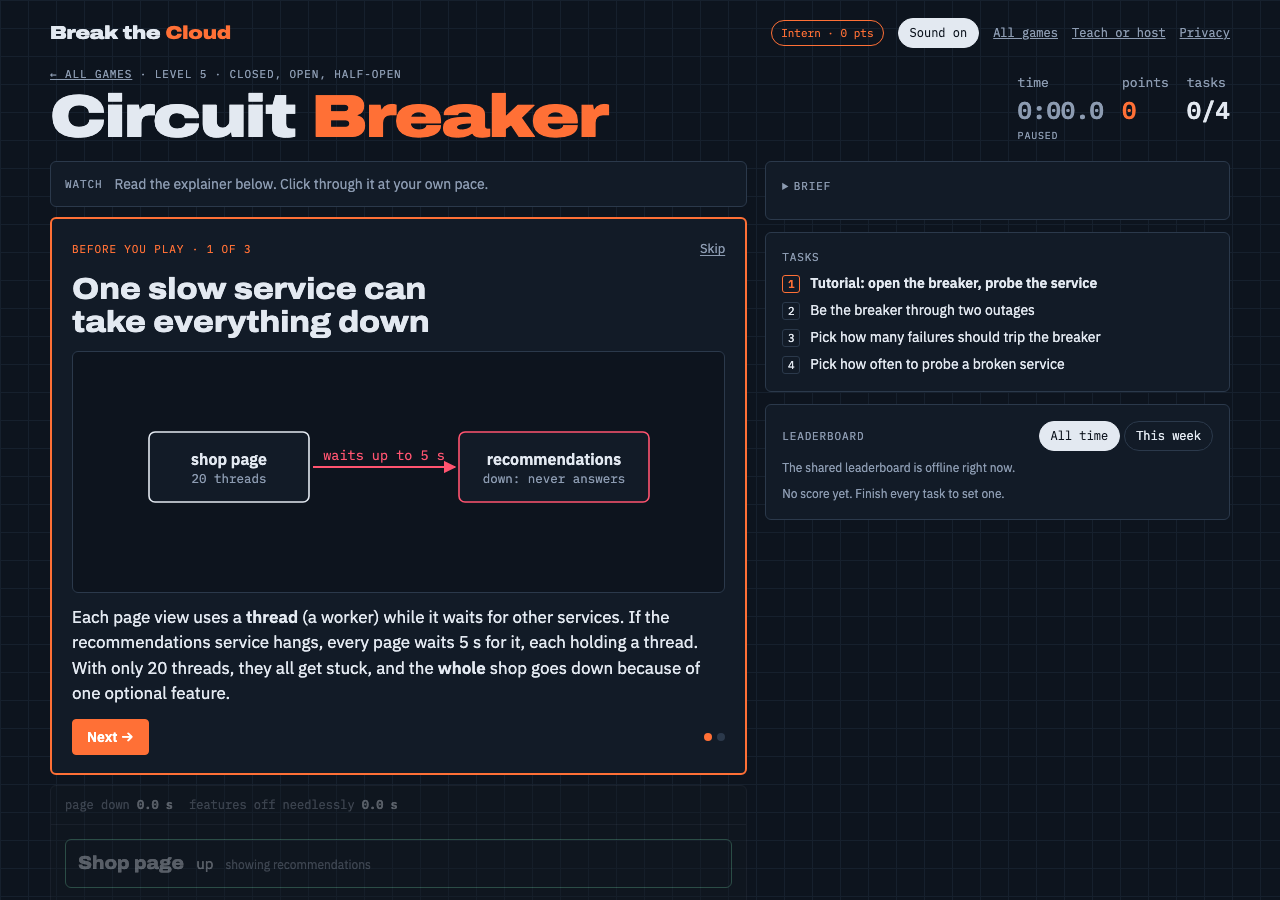 Break the Cloud
Intern · 0 pts
Sound on
All games
Teach or host
Privacy
← ALL GAMES · LEVEL 5 · CLOSED, OPEN, HALF-OPEN
Circuit Breaker
time
0:00.0
PAUSED
points
0
tasks
0/4
WATCH Read the explainer below. Click through it at your own pace.
BEFORE YOU PLAY · 1 OF 3
Skip
One slow service can
take everything down
shop page
20 threads
waits up to 5 s
recommendations
down: never answers
Each page view uses a thread (a worker) while it waits for other services. If the
recommendations service hangs, every page waits 5 s for it, each holding a thread.
With only 20 threads, they all get stuck, and the whole shop goes down because of
one optional feature.
Next →
page down 0.0 s features off needlessly 0.0 s
Shop page up showing recommendations
▶ BRIEF
TASKS
1 Tutorial: open the breaker, probe the service
2 Be the breaker through two outages
3 Pick how many failures should trip the breaker
4 Pick how often to probe a broken service
LEADERBOARD
All time
This week
The shared leaderboard is offline right now.
No score yet. Finish every task to set one.